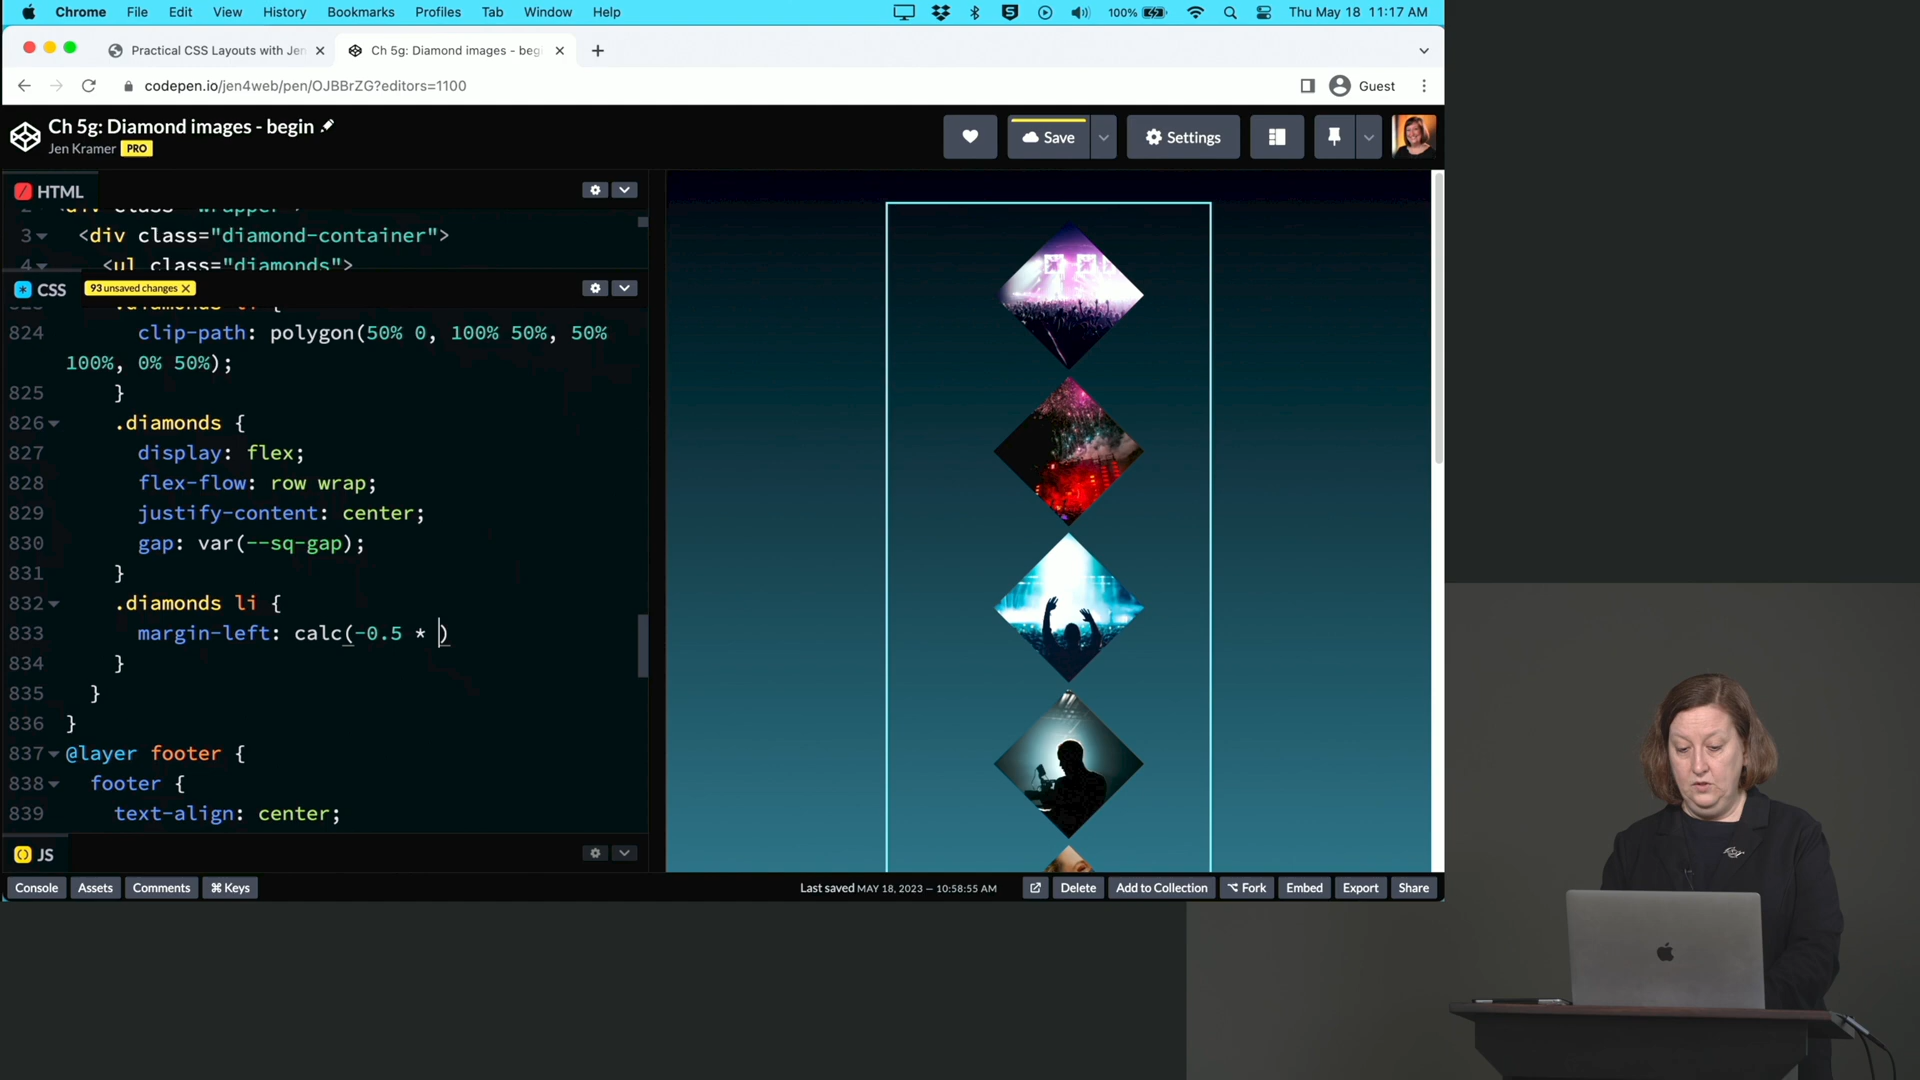 Chrome File Edit View History Bookmarks Profiles Tab Window Help 100% Thu May 18 11:17 AM
Practical CSS Layouts with Jen Ch 5g: Diamond images - beg
codepen.io/jen4web/pen/OJBBrZG?editors=1100 Guest
Ch 5g: Diamond images - begin
Jen Kramer PRO
Save Settings
HTML
3 <div class="diamond-container">
4 <ul class="diamonds">
CSS 93 unsaved changes
824 clip-path: polygon(50% 0, 100% 50%, 50%
100%, 0% 50%);
825 }
826 .diamonds {
827 display: flex;
828 flex-flow: row wrap;
829 justify-content: center;
830 gap: var(--sq-gap);
831 }
832 .diamonds li {
833 margin-left: calc(-0.5 * )
834 }
835 }
836 }
837 @layer footer {
838 footer {
839 text-align: center;
JS
Console Assets Comments ⌘ Keys Last saved MAY 18, 2023 — 10:58:55 AM Delete Add to Collection Fork Embed Export Share